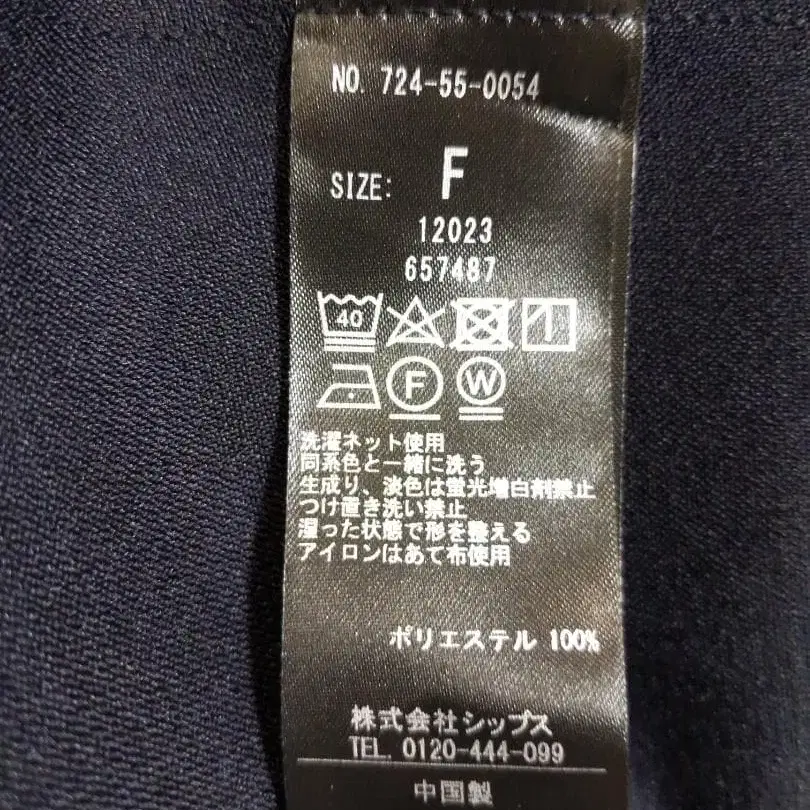 NO. 724-55-0054
SIZE: F
12023
657487
40
F W
洗濯ネット使用
同系色と一緒に洗う
生成り、淡色は蛍光増白剤禁止
つけ置き洗い禁止
湿った状態で形を整える
アイロンはあて布使用
ポリエステル 100%
株式会社シップス
TEL. 0120-444-099
中国製